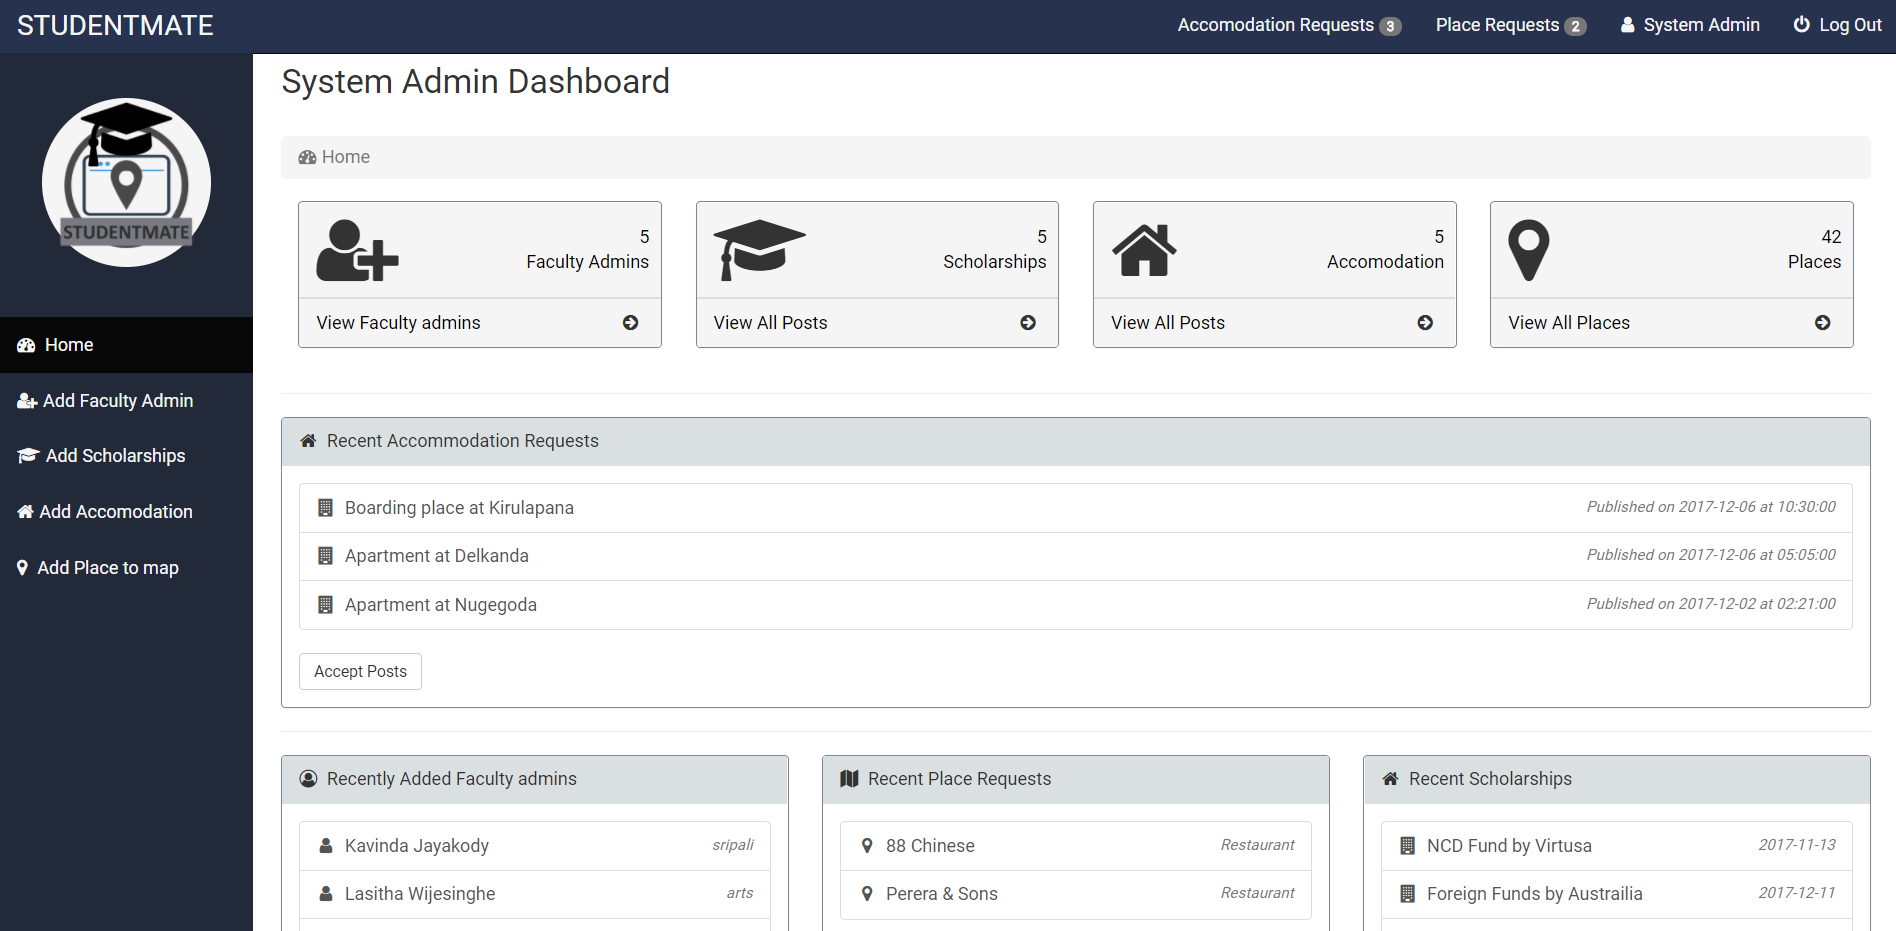 STUDENTMATE
Accomodation Requests 3
Place Requests 2
System Admin
Log Out
STUDENTMATE
Home
Add Faculty Admin
Add Scholarships
Add Accomodation
Add Place to map
System Admin Dashboard
Home
5
Faculty Admins
View Faculty admins
5
Scholarships
View All Posts
5
Accomodation
View All Posts
42
Places
View All Places
Recent Accommodation Requests
Boarding place at Kirulapana Published on 2017-12-06 at 10:30:00
Apartment at Delkanda Published on 2017-12-06 at 05:05:00
Apartment at Nugegoda Published on 2017-12-02 at 02:21:00
Accept Posts
Recently Added Faculty admins
Kavinda Jayakody sripali
Lasitha Wijesinghe arts
Recent Place Requests
88 Chinese Restaurant
Perera & Sons Restaurant
Recent Scholarships
NCD Fund by Virtusa 2017-11-13
Foreign Funds by Austrailia 2017-12-11